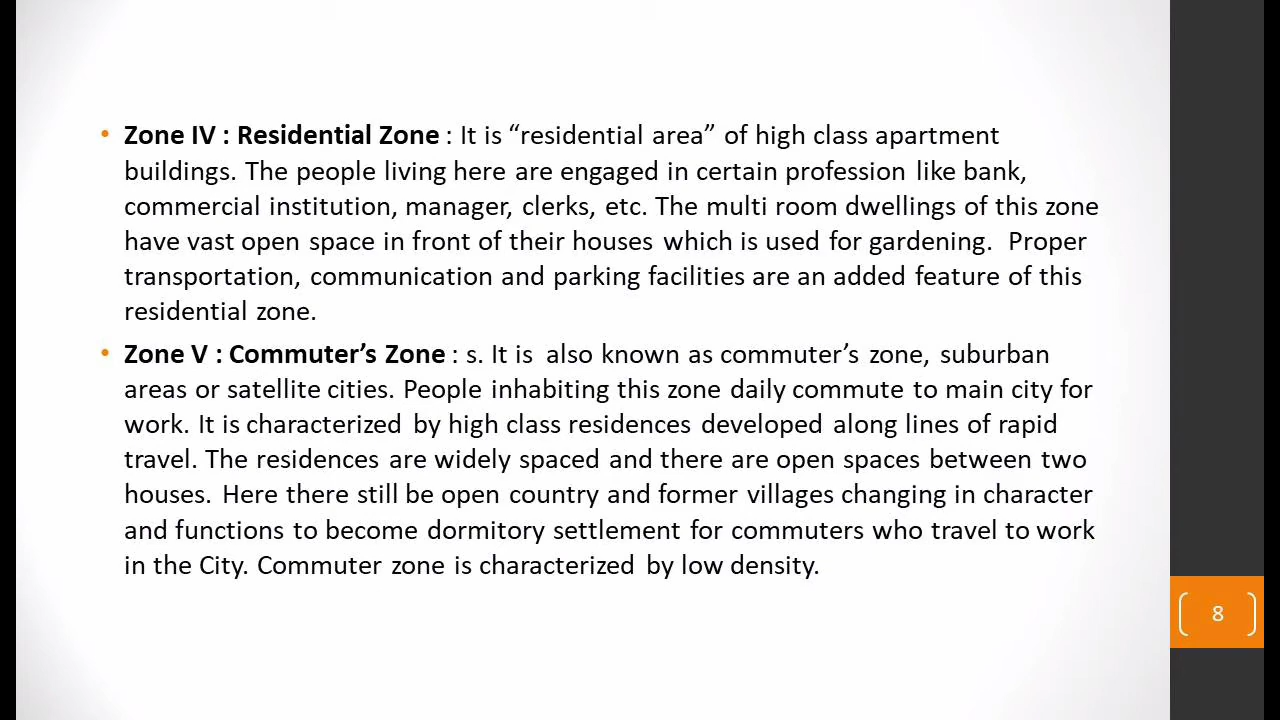 • Zone IV : Residential Zone : It is “residential area” of high class apartment
buildings. The people living here are engaged in certain profession like bank,
commercial institution, manager, clerks, etc. The multi room dwellings of this zone
have vast open space in front of their houses which is used for gardening. Proper
transportation, communication and parking facilities are an added feature of this
residential zone.
• Zone V : Commuter’s Zone : s. It is also known as commuter’s zone, suburban
areas or satellite cities. People inhabiting this zone daily commute to main city for
work. It is characterized by high class residences developed along lines of rapid
travel. The residences are widely spaced and there are open spaces between two
houses. Here there still be open country and former villages changing in character
and functions to become dormitory settlement for commuters who travel to work
in the City. Commuter zone is characterized by low density.
8